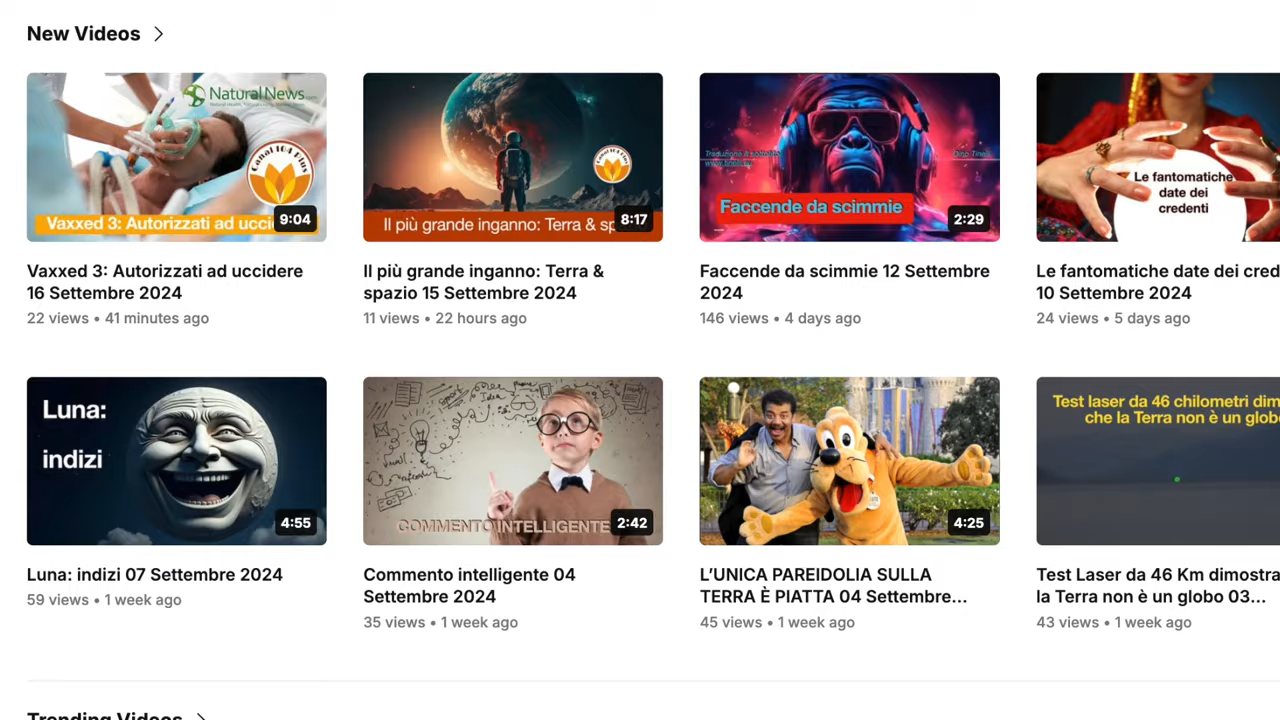 New Videos
NaturalNews.com
Canal 104 Plus
Vaxxed 3: Autorizzati ad ucci
9:04
Canal 104 Plus
Il più grande inganno: Terra & sp
8:17
www.
Faccende da scimmie
2:29
Le fantomatiche
date dei
credenti
Vaxxed 3: Autorizzati ad uccidere
16 Settembre 2024
22 views • 41 minutes ago
Il più grande inganno: Terra &
spazio 15 Settembre 2024
11 views • 22 hours ago
Faccende da scimmie 12 Settembre
2024
146 views • 4 days ago
Le fantomatiche date dei cred
10 Settembre 2024
24 views • 5 days ago
Luna:
indizi
4:55
COMMENTO INTELLIGENTE
2:42
4:25
Test laser da 46 chilometri dim
che la Terra non è un globo
Luna: indizi 07 Settembre 2024
59 views • 1 week ago
Commento intelligente 04
Settembre 2024
35 views • 1 week ago
L'UNICA PAREIDOLIA SULLA
TERRA È PIATTA 04 Settembre...
45 views • 1 week ago
Test Laser da 46 Km dimostra
la Terra non è un globo 03...
43 views • 1 week ago
Trending Videos